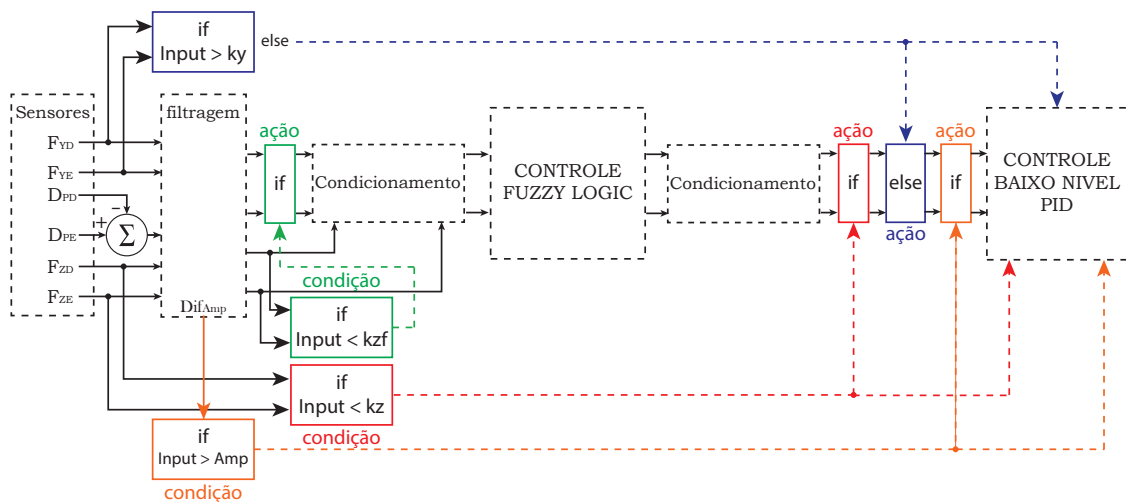 if
Input > ky
else
Sensores
filtragem
ação
ação
ação
F_YD
F_YE
D_PD
D_PE
F_ZD
F_ZE
−
+
Σ
if
Condicionamento
CONTROLE
FUZZY LOGIC
Condicionamento
if
else
if
CONTROLE
BAIXO NIVEL
PID
ação
condição
Dif_Amp
if
Input < kzf
if
Input < kz
condição
if
Input > Amp
condição